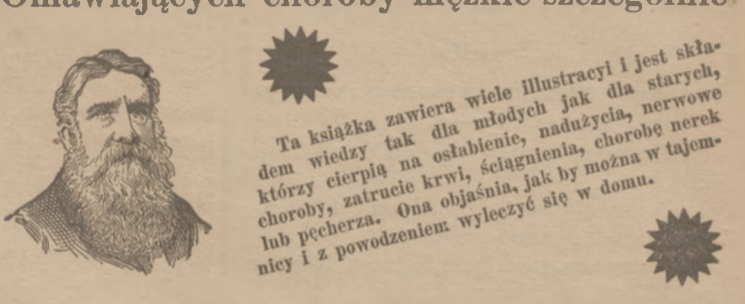 Omawiających choroby męzkie szczególnie
Ta książka zawiera wiele illustracyi i jest skła-
dem wiedzy tak dla młodych jak dla starych,
którzy cierpią na osłabienie, nadużycia, nerwowe
choroby, zatrucie krwi, ściągnienia, chorobę nerek
lub pęcherza. Ona objaśnia, jak by można w tajem-
nicy i z powodzeniem wyleczyć się w domu.